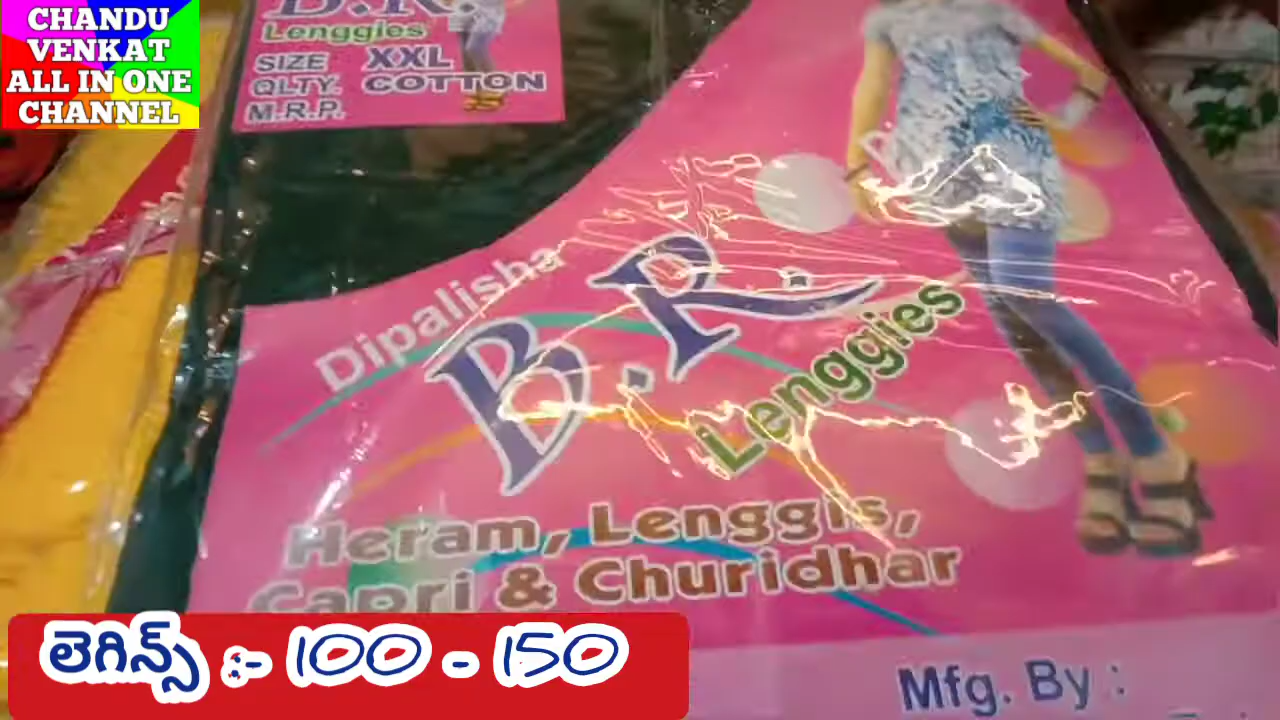 CHANDU
VENKAT
ALL IN ONE
CHANNEL
B.R.
Lenggies
SIZE XXL
QLTY. COTTON
M.R.P.
Dipalisha
B.R.
Lenggies
Heram, Lenggis,
Capri & Churidhar
Mfg. By :
లెగిన్స్ :- 100 - 150